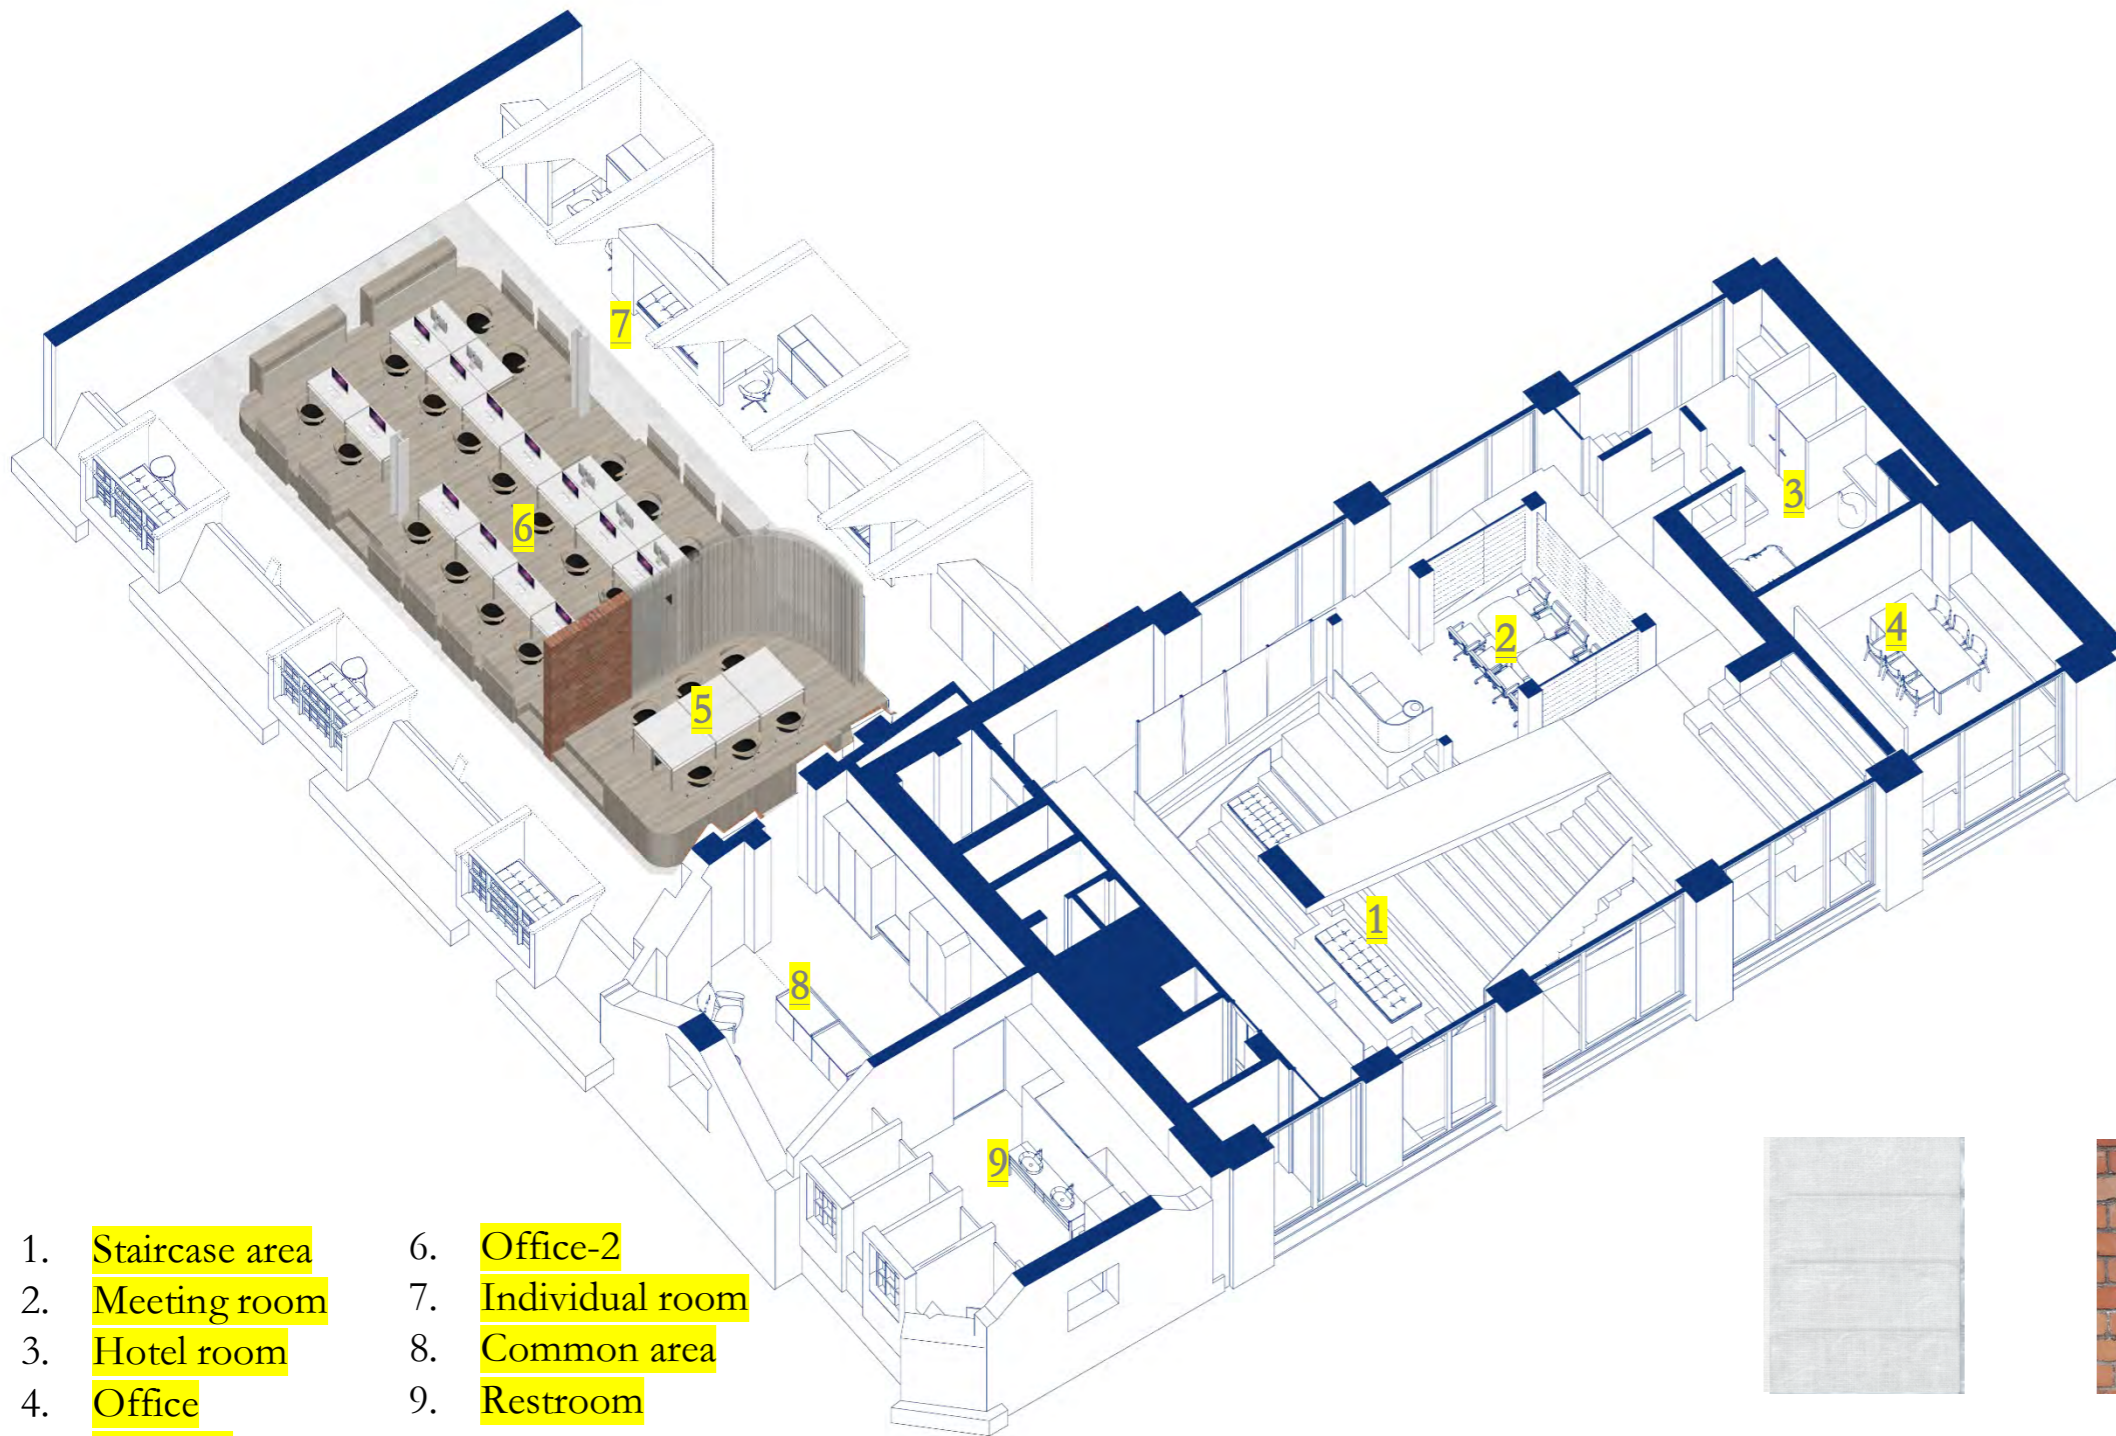 7
3
4
2
6
5
1
8
9
1. Staircase area
2. Meeting room
3. Hotel room
4. Office
6. Office-2
7. Individual room
8. Common area
9. Restroom